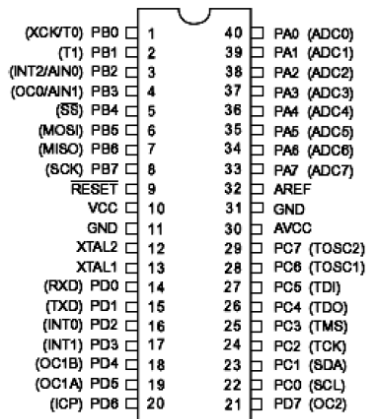 (XCK/T0) PB0 1 40 PA0 (ADC0)
(T1) PB1 2 39 PA1 (ADC1)
(INT2/AIN0) PB2 3 38 PA2 (ADC2)
(OC0/AIN1) PB3 4 37 PA3 (ADC3)
(SS) PB4 5 36 PA4 (ADC4)
(MOSI) PB5 6 35 PA5 (ADC5)
(MISO) PB6 7 34 PA6 (ADC6)
(SCK) PB7 8 33 PA7 (ADC7)
RESET 9 32 AREF
VCC 10 31 GND
GND 11 30 AVCC
XTAL2 12 29 PC7 (TOSC2)
XTAL1 13 28 PC6 (TOSC1)
(RXD) PD0 14 27 PC5 (TDI)
(TXD) PD1 15 26 PC4 (TDO)
(INT0) PD2 16 25 PC3 (TMS)
(INT1) PD3 17 24 PC2 (TCK)
(OC1B) PD4 18 23 PC1 (SDA)
(OC1A) PD5 19 22 PC0 (SCL)
(ICP) PD6 20 21 PD7 (OC2)